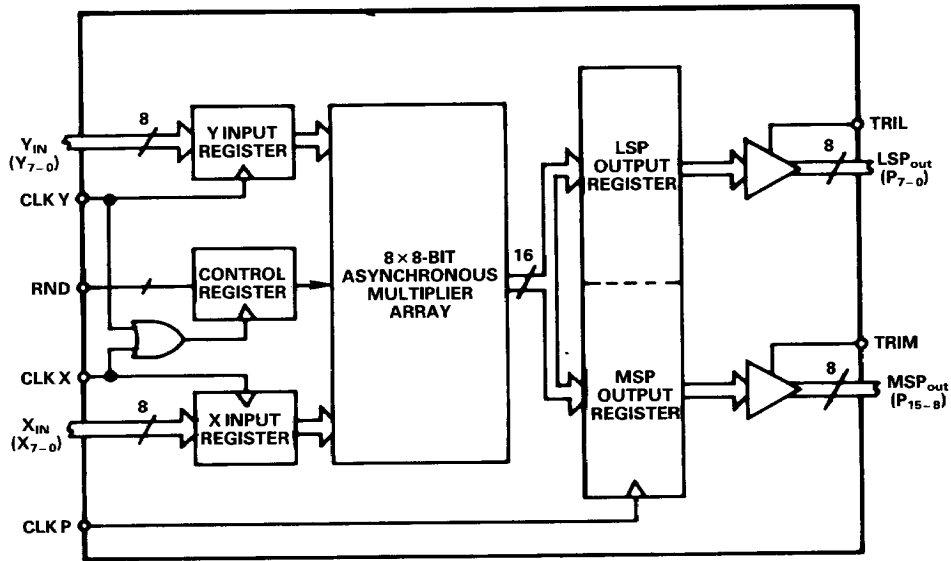 8
Y INPUT
REGISTER
Y_IN
(Y_7–0)
CLK Y
RND
CONTROL
REGISTER
CLK X
8
X INPUT
REGISTER
X_IN
(X_7–0)
CLK P
8 × 8-BIT
ASYNCHRONOUS
MULTIPLIER
ARRAY
16
LSP
OUTPUT
REGISTER
MSP
OUTPUT
REGISTER
TRIL
8
LSP_out
(P_7–0)
TRIM
8
MSP_out
(P_15–8)